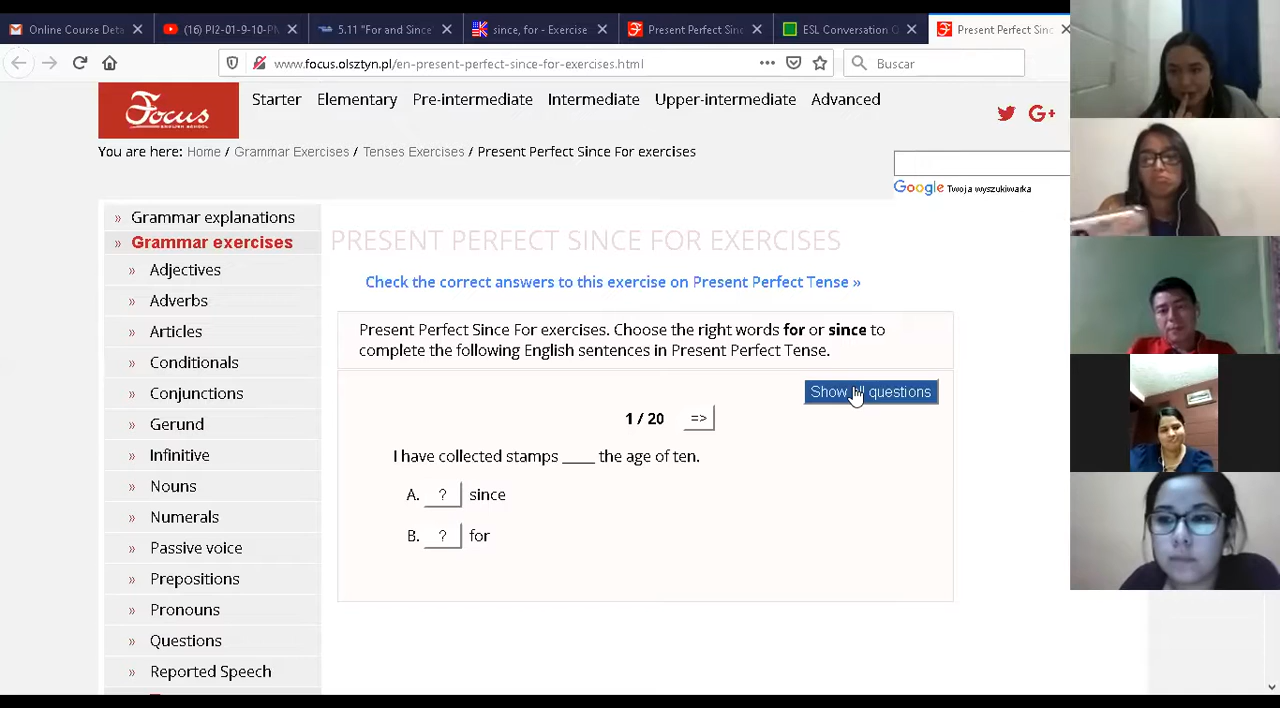 Online Course Deta
(16) PI2-01-9-10-PM
5.11 "For and Since
since, for - Exercise
Present Perfect Sinc
ESL Conversation Q
Present Perfect Sinc
www.focus.olsztyn.pl/en-present-perfect-since-for-exercises.html
Buscar
Focus
ENGLISH SCHOOL
Starter Elementary Pre-intermediate Intermediate Upper-intermediate Advanced
G+
You are here: Home / Grammar Exercises / Tenses Exercises / Present Perfect Since For exercises
Google Twoja wyszukiwarka
» Grammar explanations
» Grammar exercises
» Adjectives
» Adverbs
» Articles
» Conditionals
» Conjunctions
» Gerund
» Infinitive
» Nouns
» Numerals
» Passive voice
» Prepositions
» Pronouns
» Questions
» Reported Speech
PRESENT PERFECT SINCE FOR EXERCISES
Check the correct answers to this exercise on Present Perfect Tense »
Present Perfect Since For exercises. Choose the right words for or since to
complete the following English sentences in Present Perfect Tense.
Show all questions
1 / 20 =>
I have collected stamps ____ the age of ten.
A. ? since
B. ? for